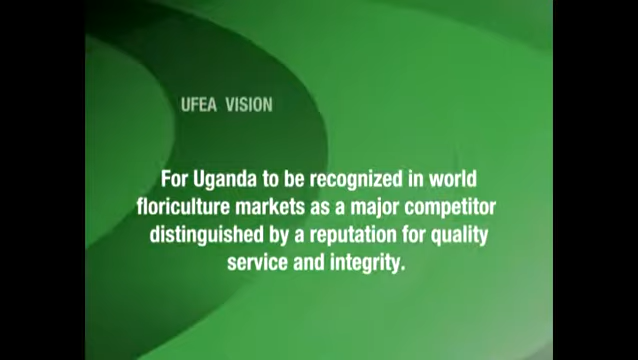 UFEA VISION
For Uganda to be recognized in world
floriculture markets as a major competitor
distinguished by a reputation for quality
service and integrity.